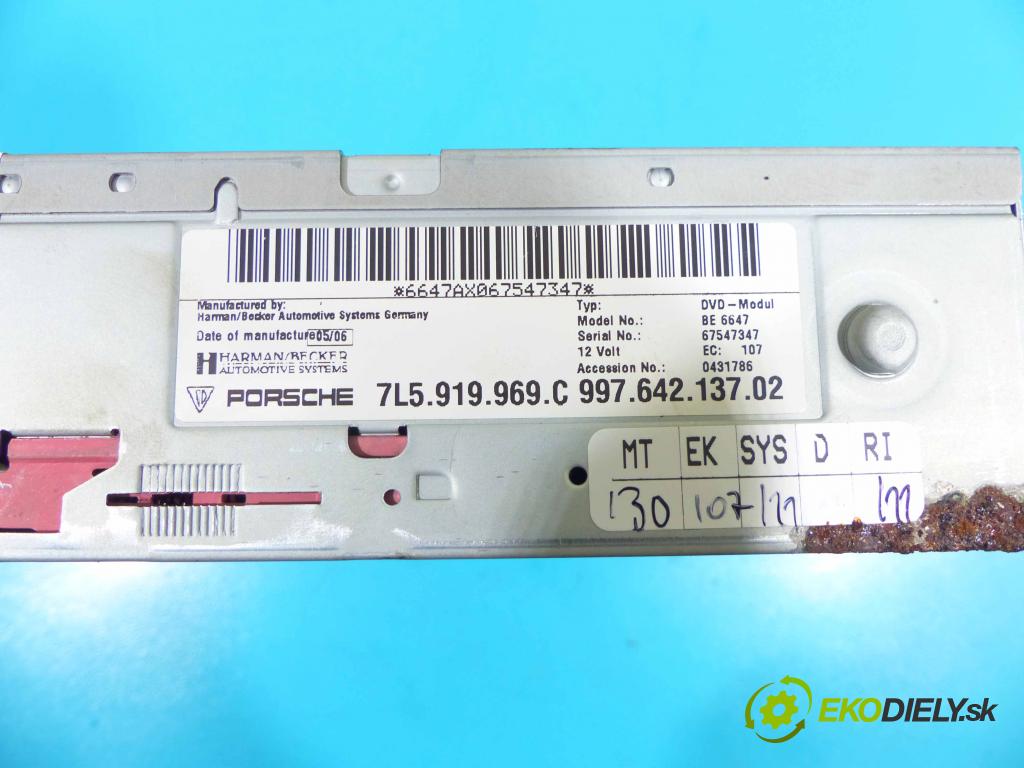 *6647AX067547347*
Manufactured by:
Harman/Becker Automotive Systems Germany
Date of manufacture 05/06
HARMAN/BECKER
AUTOMOTIVE SYSTEMS
Typ: DVD-Modul
Model No.: BE 6647
Serial No.: 67547347
12 Volt EC: 107
Accession No.: 0431786
PORSCHE 7L5.919.969.C 997.642.137.02
MT EK SYS D RI
130 107/11 /11
EKODIELY.sk